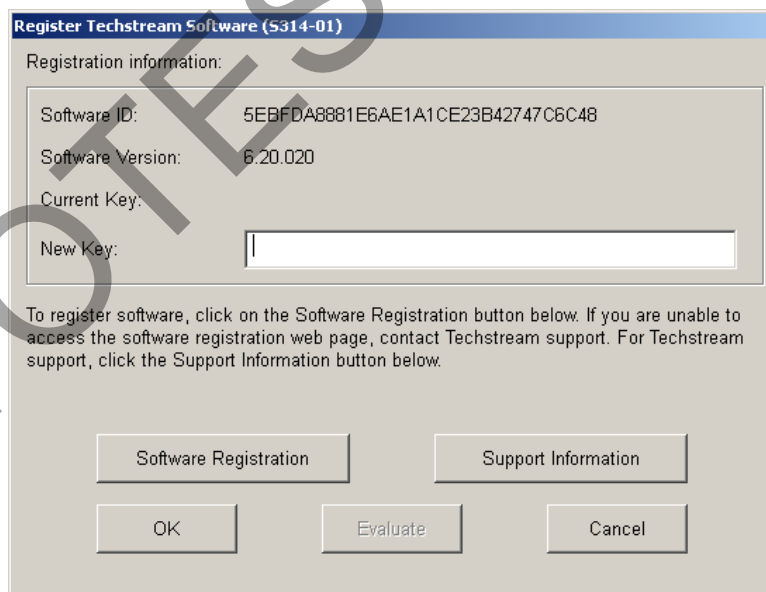 Register Techstream Software (S314-01)
Registration information:
Software ID: 5EBFDA8881E6AE1A1CE23B42747C6C48
Software Version: 6.20.020
Current Key:
New Key:
To register software, click on the Software Registration button below. If you are unable to
access the software registration web page, contact Techstream support. For Techstream
support, click the Support Information button below.
Software Registration Support Information
OK Evaluate Cancel
OTES